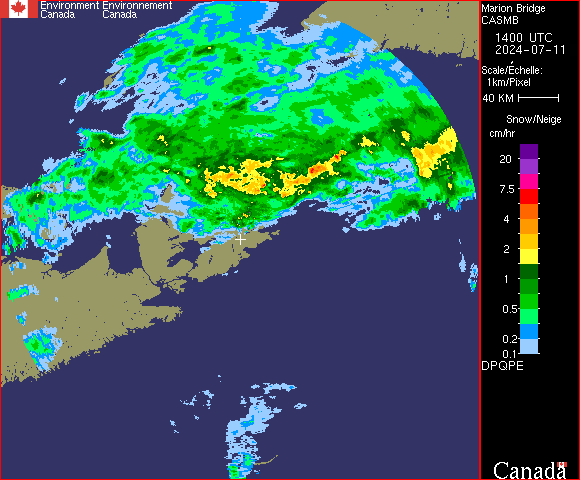 Environment Environnement
Canada Canada
Marion Bridge
CASMB
1400 UTC
2024-07-11
Scale/Echelle:
1km/Pixel
40 KM
Snow/Neige
cm/hr
20
7.5
4
2
1
0.5
0.2
0.1
DPQPE
Canada